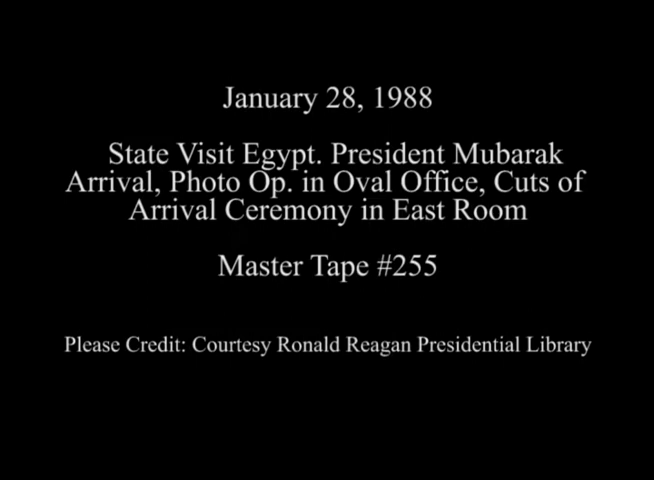 January 28, 1988
State Visit Egypt. President Mubarak
Arrival, Photo Op. in Oval Office, Cuts of
Arrival Ceremony in East Room
Master Tape #255
Please Credit: Courtesy Ronald Reagan Presidential Library